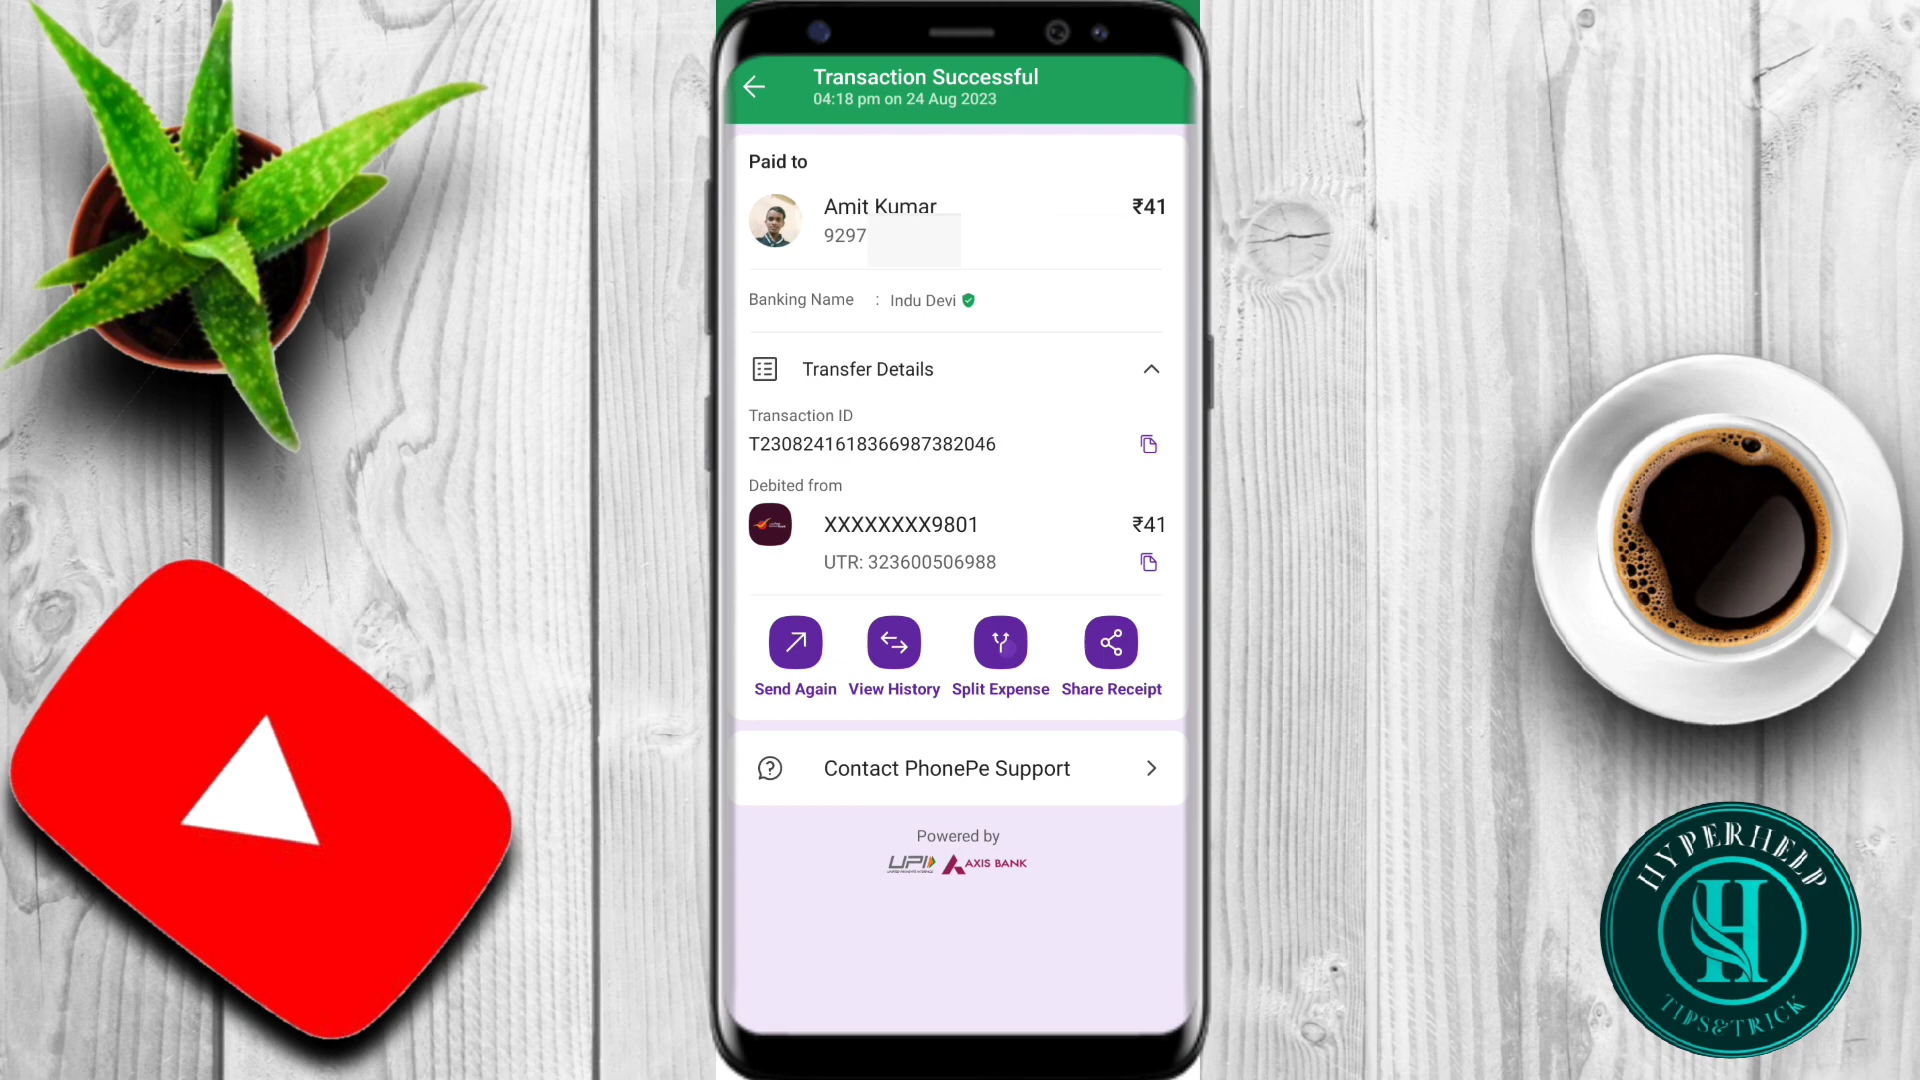 Transaction Successful
04:18 pm on 24 Aug 2023
Paid to
Amit Kumar ₹41
9297
Banking Name : Indu Devi
Transfer Details
Transaction ID
T2308241618366987382046
Debited from
XXXXXXXX9801 ₹41
UTR: 323600506988
Send Again View History Split Expense Share Receipt
Contact PhonePe Support
Powered by
UPI AXIS BANK
HYPERHELP
H
TIPS&TRICK